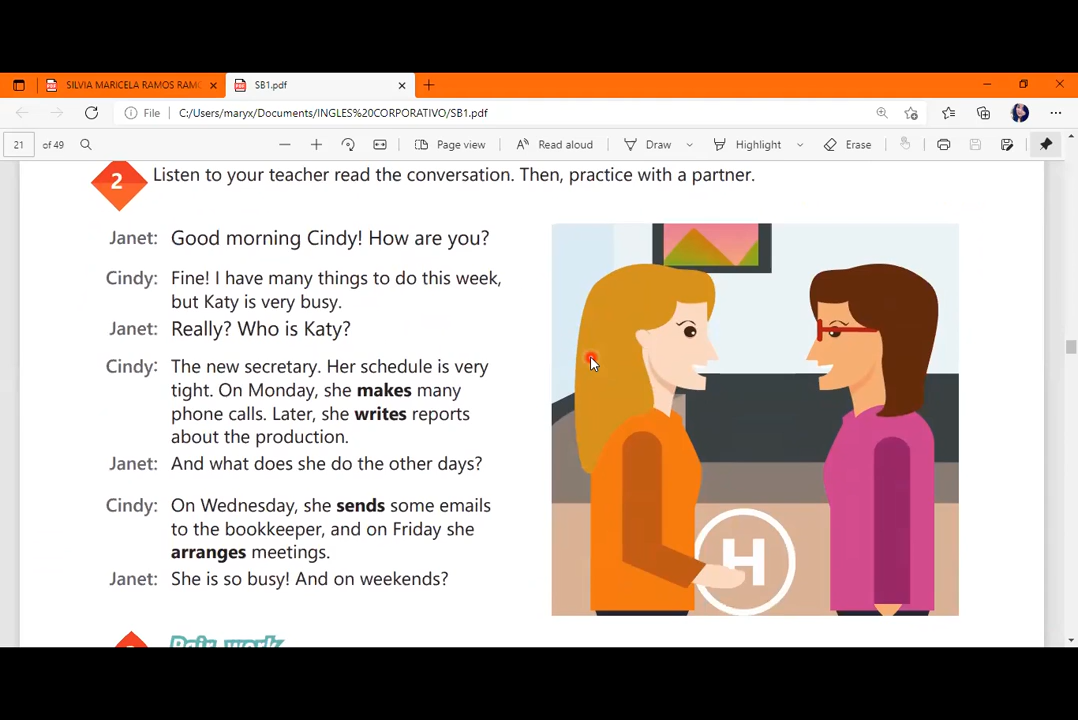 SILVIA MARICELA RAMOS RAMO
SB1.pdf
File
C:/Users/maryx/Documents/INGLES%20CORPORATIVO/SB1.pdf
21 of 49
Page view
Read aloud
Draw
Highlight
Erase
2 Listen to your teacher read the conversation. Then, practice with a partner.
Janet: Good morning Cindy! How are you?
Cindy: Fine! I have many things to do this week,
but Katy is very busy.
Janet: Really? Who is Katy?
Cindy: The new secretary. Her schedule is very
tight. On Monday, she makes many
phone calls. Later, she writes reports
about the production.
Janet: And what does she do the other days?
Cindy: On Wednesday, she sends some emails
to the bookkeeper, and on Friday she
arranges meetings.
Janet: She is so busy! And on weekends?
H
Pair work